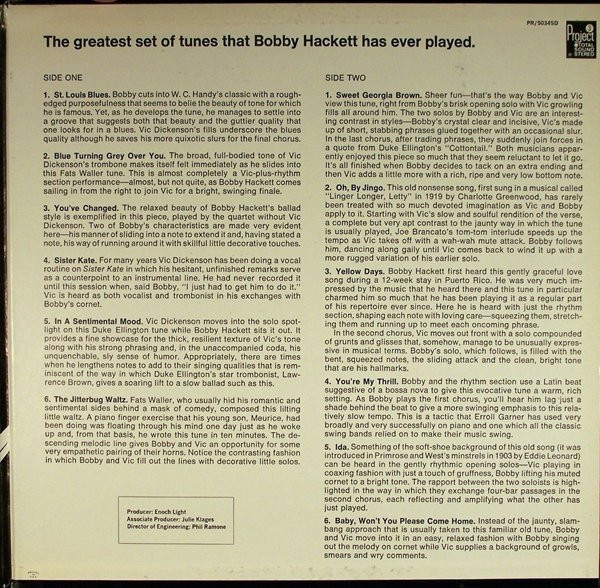 PR/5034SD
Project 3
TOTAL
SOUND
STEREO
The greatest set of tunes that Bobby Hackett has ever played.
SIDE ONE
1. St. Louis Blues. Bobby cuts into W. C. Handy's classic with a rough-
edged purposefulness that seems to belie the beauty of tone for which
he is famous. Yet, as he develops the tune, he manages to settle into
a groove that suggests both that beauty and the guttier quality that
one looks for in a blues. Vic Dickenson's fills underscore the blues
quality although he saves his more quixotic slurs for the final chorus.
2. Blue Turning Grey Over You. The broad, full-bodied tone of Vic
Dickenson's trombone makes itself felt immediately as he slides into
this Fats Waller tune. This is almost completely a Vic-plus-rhythm
section performance—almost, but not quite, as Bobby Hackett comes
sailing in from the right to join Vic for a bright, swinging finale.
3. You've Changed. The relaxed beauty of Bobby Hackett's ballad
style is exemplified in this piece, played by the quartet without Vic
Dickenson. Two of Bobby's characteristics are made very evident
here—his manner of sliding into a note to extend it and, having stated a
note, his way of running around it with skillful little decorative touches.
4. Sister Kate. For many years Vic Dickenson has been doing a vocal
routine on Sister Kate in which his hesitant, unfinished remarks serve
as a counterpoint to an instrumental line. He had never recorded it
until this session when, said Bobby, "I just had to get him to do it."
Vic is heard as both vocalist and trombonist in his exchanges with
Bobby's cornet.
5. In A Sentimental Mood. Vic Dickenson moves into the solo spot-
light on this Duke Ellington tune while Bobby Hackett sits it out. It
provides a fine showcase for the thick, resilient texture of Vic's tone
along with his strong phrasing and, in the unaccompanied coda, his
unquenchable, sly sense of humor. Appropriately, there are times
when he lengthens notes to add to their singing qualities that is rem-
iniscent of the way in which Duke Ellington's star trombonist, Law-
rence Brown, gives a soaring lift to a slow ballad such as this.
6. The Jitterbug Waltz. Fats Waller, who usually hid his romantic and
sentimental sides behind a mask of comedy, composed this lilting
little waltz. A piano finger exercise that his young son, Meurice, had
been doing was floating through his mind one day just as he woke
up and, from that basis, he wrote this tune in ten minutes. The de-
scending melodic line gives Bobby and Vic an opportunity for some
very empathetic pairing of their horns. Notice the contrasting fashion
in which Bobby and Vic fill out the lines with decorative little solos.
Producer: Enoch Light
Associate Producer: Julie Klages
Director of Engineering: Phil Ramone
SIDE TWO
1. Sweet Georgia Brown. Sheer fun—that's the way Bobby and Vic
view this tune, right from Bobby's brisk opening solo with Vic growling
fills all around him. The two solos by Bobby and Vic are an interest-
ing contrast in styles—Bobby's crystal clear and incisive, Vic's made
up of short, stabbing phrases glued together with an occasional slur.
In the last chorus, after trading phrases, they suddenly join forces in
a quote from Duke Ellington's "Cottontail." Both musicians appar-
ently enjoyed this piece so much that they seem reluctant to let it go.
It's all finished when Bobby decides to tack on an extra ending and
then Vic adds a little more with a rich, ripe and very low bottom note.
2. Oh, By Jingo. This old nonsense song, first sung in a musical called
"Linger Longer, Letty" in 1919 by Charlotte Greenwood, has rarely
been treated with so much devoted imagination as Vic and Bobby
apply to it. Starting with Vic's slow and soulful rendition of the verse,
a complete but very apt contrast to the jaunty way in which the tune
is usually played, Joe Brancato's tom-tom interlude speeds up the
tempo as Vic takes off with a wah-wah mute attack. Bobby follows
him, dancing along gaily until Vic comes back to wind it up with a
more rugged variation of his earlier solo.
3. Yellow Days. Bobby Hackett first heard this gently graceful love
song during a 12-week stay in Puerto Rico. He was very much im-
pressed by the music that he heard there and this tune in particular
charmed him so much that he has been playing it as a regular part
of his repertoire ever since. Here he is heard with just the rhythm
section, shaping each note with loving care—squeezing them, stretch-
ing them and running up to meet each oncoming phrase.
In the second chorus, Vic moves out front with a solo compounded
of grunts and glisses that, somehow, manage to be unusually expres-
sive in musical terms. Bobby's solo, which follows, is filled with the
bent, squeezed notes, the sliding attack and the clean, bright tone
that are his hallmarks.
4. You're My Thrill. Bobby and the rhythm section use a Latin beat
suggestive of a bossa nova to give this evocative tune a warm, rich
setting. As Bobby plays the first chorus, you'll hear him lag just a
shade behind the beat to give a more swinging emphasis to this rela-
tively slow tempo. This is a tactic that Erroll Garner has used very
broadly and very successfully on piano and one which all the classic
swing bands relied on to make their music swing.
5. Ida. Something of the soft-shoe background of this old song (it was
introduced in Primrose and West's minstrels in 1903 by Eddie Leonard)
can be heard in the gently rhythmic opening solos—Vic playing in
coaxing fashion with just a touch of gruffness, Bobby lifting his muted
cornet to a bright tone. The rapport between the two soloists is high-
lighted in the way in which they exchange four-bar passages in the
second chorus, each reflecting and amplifying what the other has
just played.
6. Baby, Won't You Please Come Home. Instead of the jaunty, slam-
bang approach that is usually taken to this familiar old tune, Bobby
and Vic move into it in an easy, relaxed fashion with Bobby singing
out the melody on cornet while Vic supplies a background of growls,
smears and wry comments.